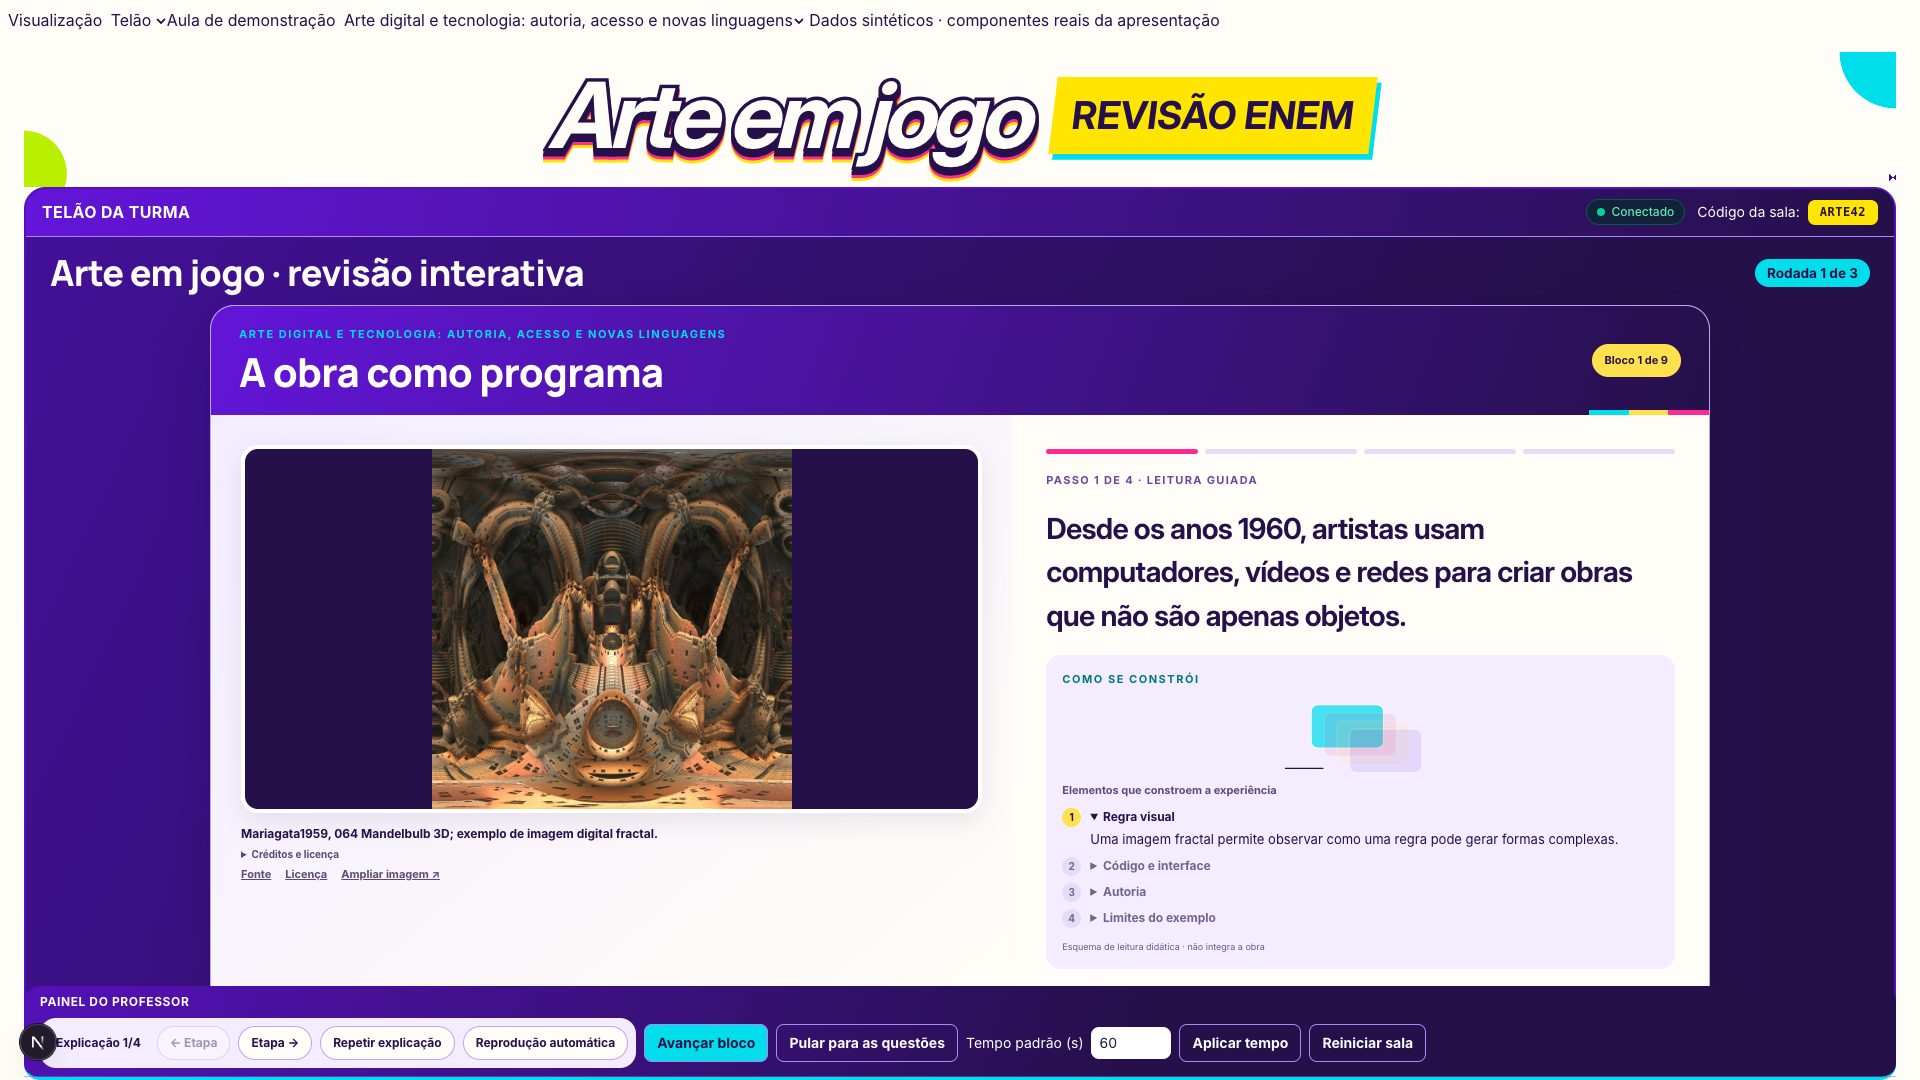 Visualização Telão Aula de demonstração Arte digital e tecnologia: autoria, acesso e novas linguagens Dados sintéticos · componentes reais da apresentação
Arte em jogo REVISÃO ENEM
TELÃO DA TURMA
Conectado Código da sala: ARTE42
Arte em jogo · revisão interativa
Rodada 1 de 3
ARTE DIGITAL E TECNOLOGIA: AUTORIA, ACESSO E NOVAS LINGUAGENS
A obra como programa
Bloco 1 de 9
Mariagata1959, 064 Mandelbulb 3D; exemplo de imagem digital fractal.
Créditos e licença
Fonte Licença Ampliar imagem ↗
PASSO 1 DE 4 · LEITURA GUIADA
Desde os anos 1960, artistas usam
computadores, vídeos e redes para criar obras
que não são apenas objetos.
COMO SE CONSTRÓI
Elementos que constroem a experiência
1 Regra visual
Uma imagem fractal permite observar como uma regra pode gerar formas complexas.
2 Código e interface
3 Autoria
4 Limites do exemplo
Esquema de leitura didática · não integra a obra
PAINEL DO PROFESSOR
N Explicação 1/4 ← Etapa Etapa → Repetir explicação Reprodução automática Avançar bloco Pular para as questões Tempo padrão (s) 60 Aplicar tempo Reiniciar sala